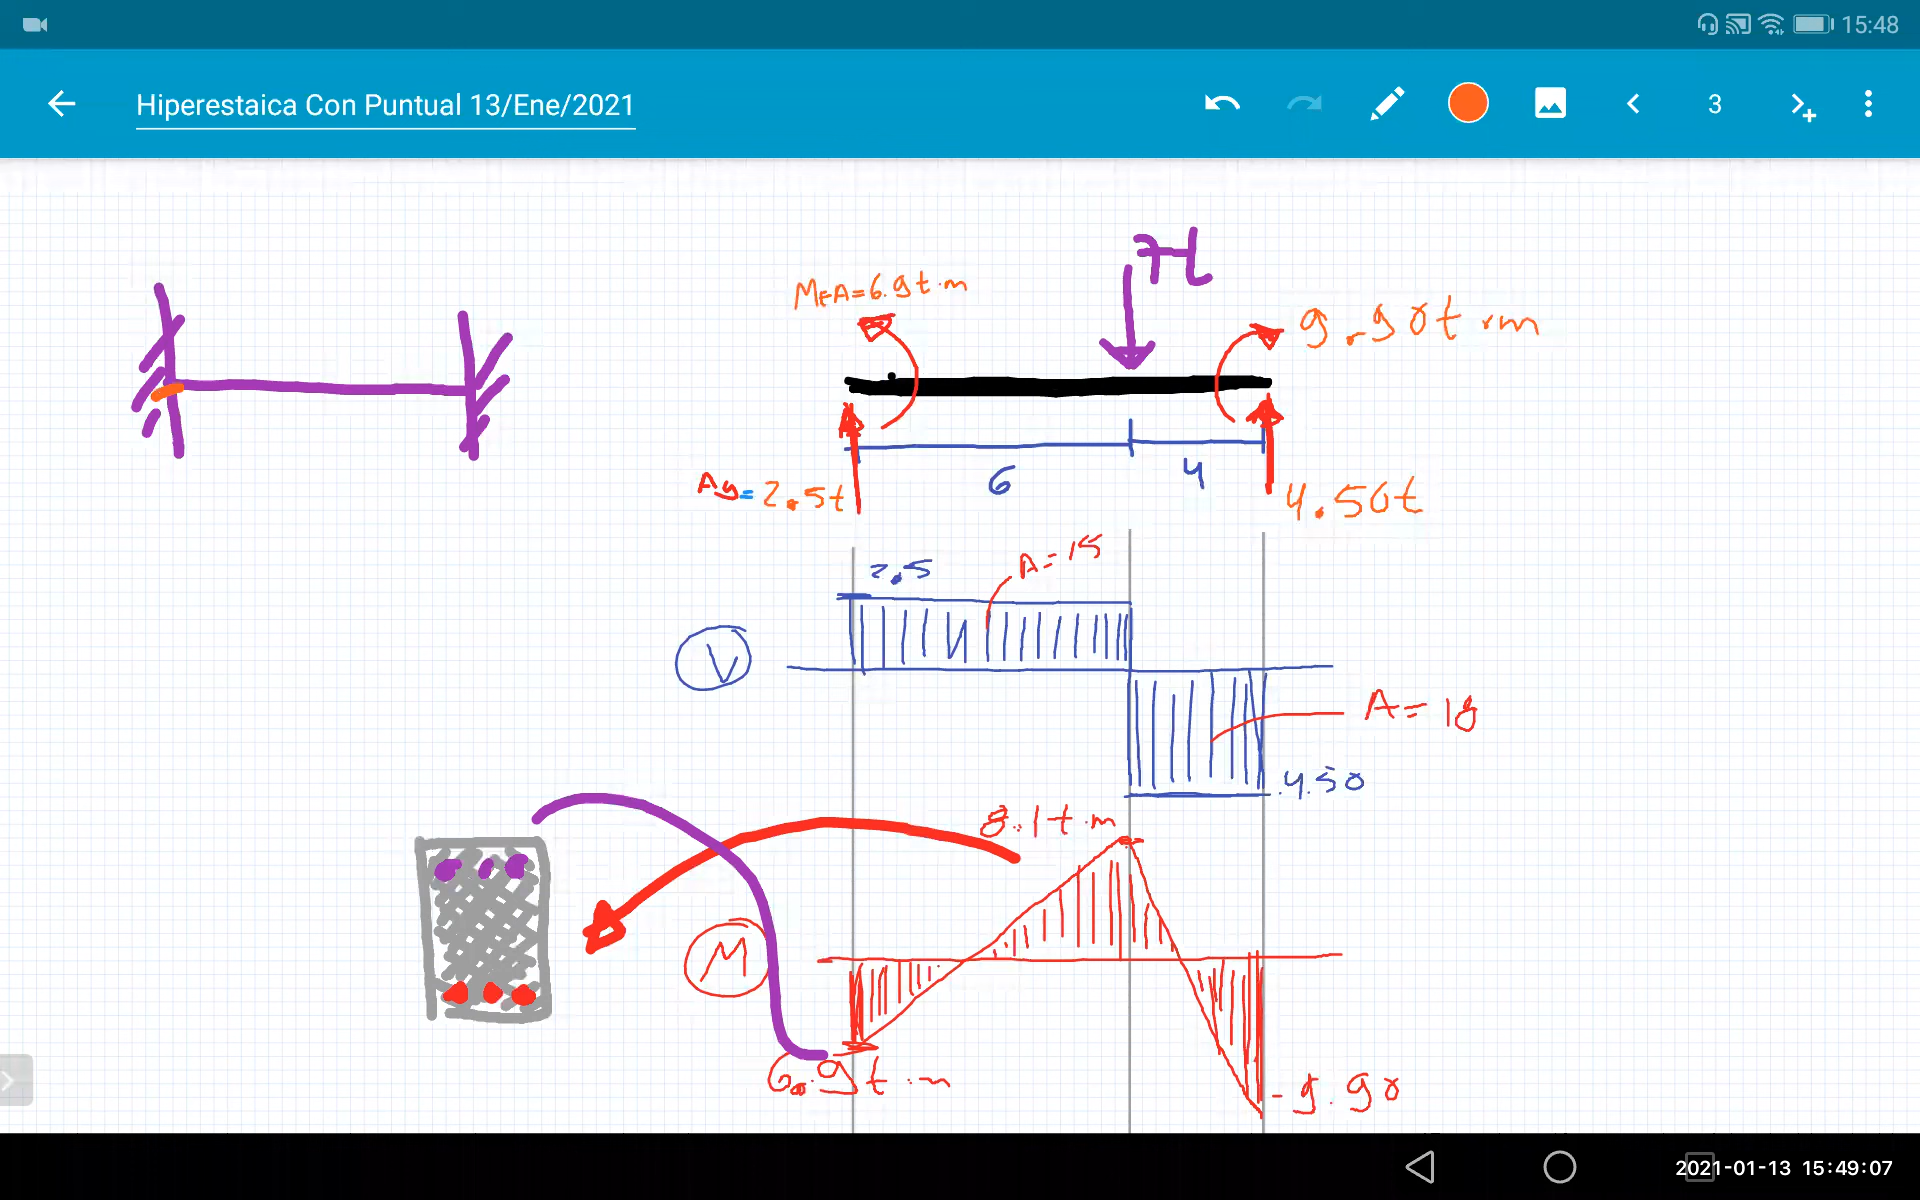 15:48
Hiperestaica Con Puntual 13/Ene/2021
3
7t
MFA=6.9t.m
9.90t.m
6
4
Ay=2.5t
4.50t
2.5
A=15
V
A=18
4.50
8.1t.m
M
6.9t.m
-9.90
2021-01-13 15:49:07